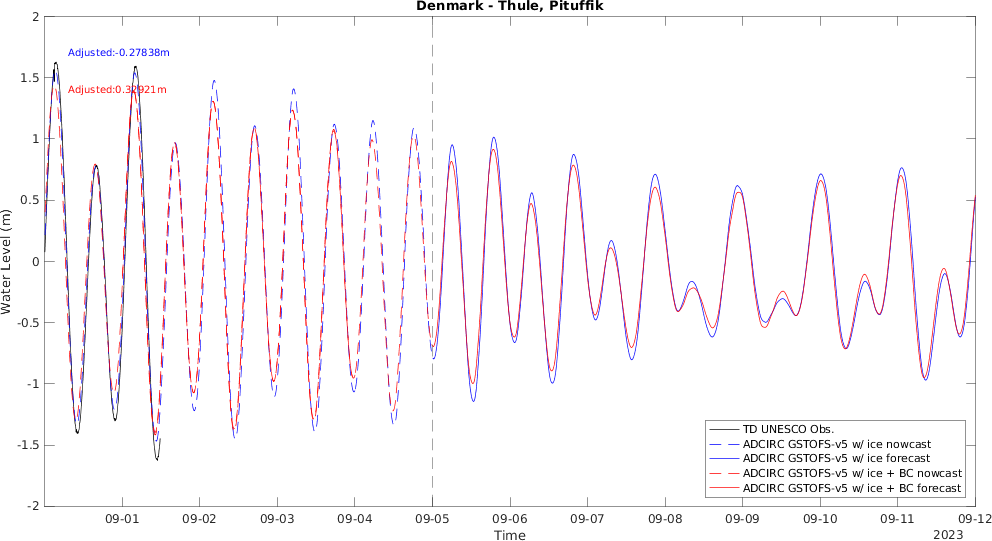 Denmark - Thule, Pituffik
Adjusted:-0.27838m
Adjusted:0.32921m
2
1.5
1
0.5
0
-0.5
-1
-1.5
-2
Water Level (m)
TD UNESCO Obs.
ADCIRC GSTOFS-v5 w/ ice nowcast
ADCIRC GSTOFS-v5 w/ ice forecast
ADCIRC GSTOFS-v5 w/ ice + BC nowcast
ADCIRC GSTOFS-v5 w/ ice + BC forecast
09-01 09-02 09-03 09-04 09-05 09-06 09-07 09-08 09-09 09-10 09-11 09-12
Time
2023